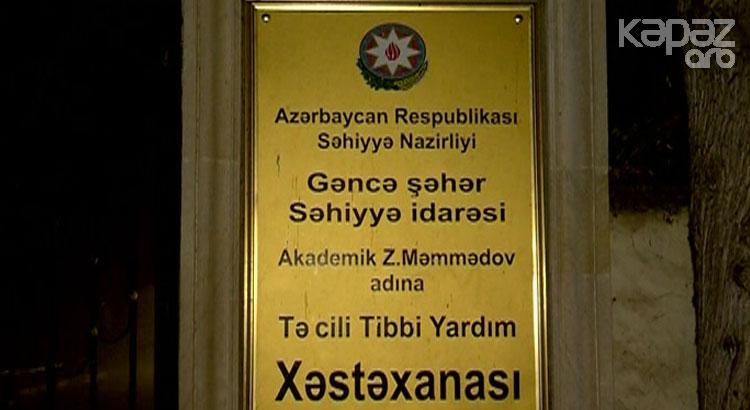 KəPəZ
ARB
Azərbaycan Respublikası
Səhiyyə Nazirliyi
Gəncə şəhər
Səhiyyə idarəsi
Akademik Z.Məmmədov
adına
Tə cili Tibbi Yardım
Xəstəxanası